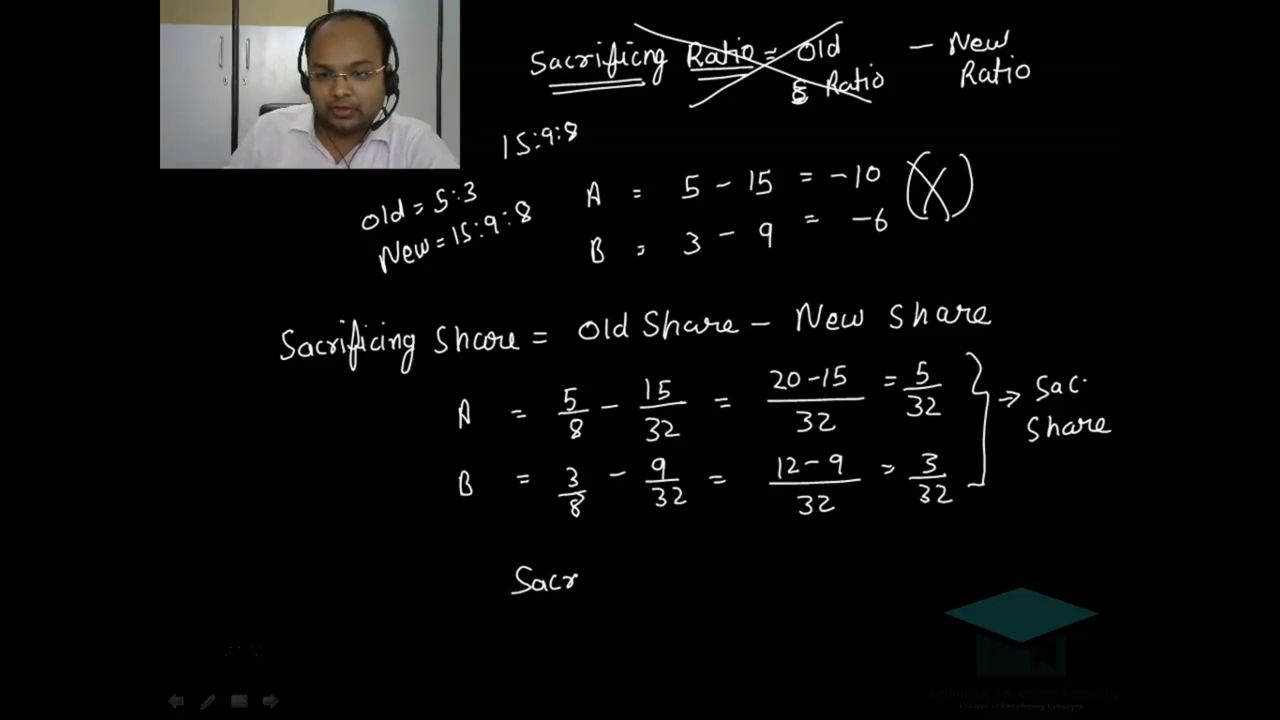 Sacrificng Ratio = Old Ratio - New Ratio
15:9:8
Old = 5:3
New = 15:9:8
A = 5 - 15 = -10 (X)
B = 3 - 9 = -6
Sacrificing Share = Old Share - New Share
A = 5/8 - 15/32 = 20-15/32 = 5/32
B = 3/8 - 9/32 = 12-9/32 = 3/32
→ Sac. Share
Sacr